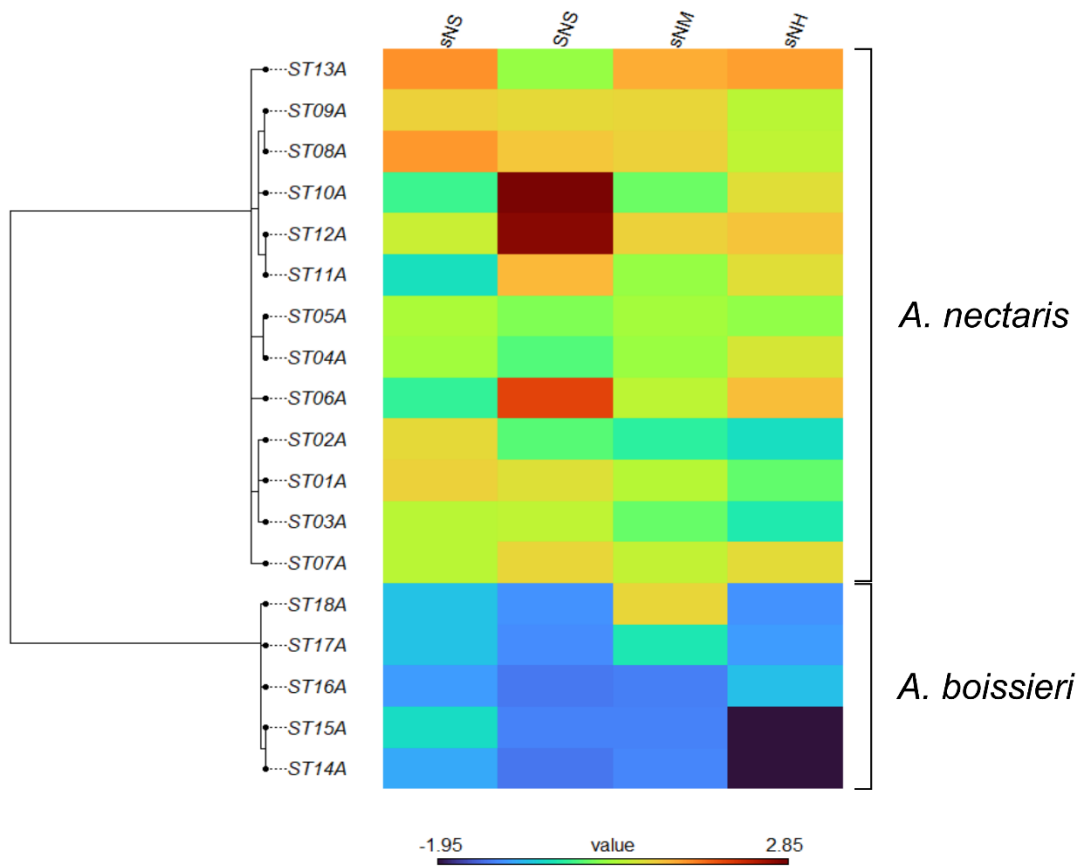 sNS SNS sNM sNH
ST13A
ST09A
ST08A
ST10A
ST12A
ST11A
ST05A
ST04A
ST06A
ST02A
ST01A
ST03A
ST07A
ST18A
ST17A
ST16A
ST15A
ST14A
A. nectaris
A. boissieri
-1.95 value 2.85